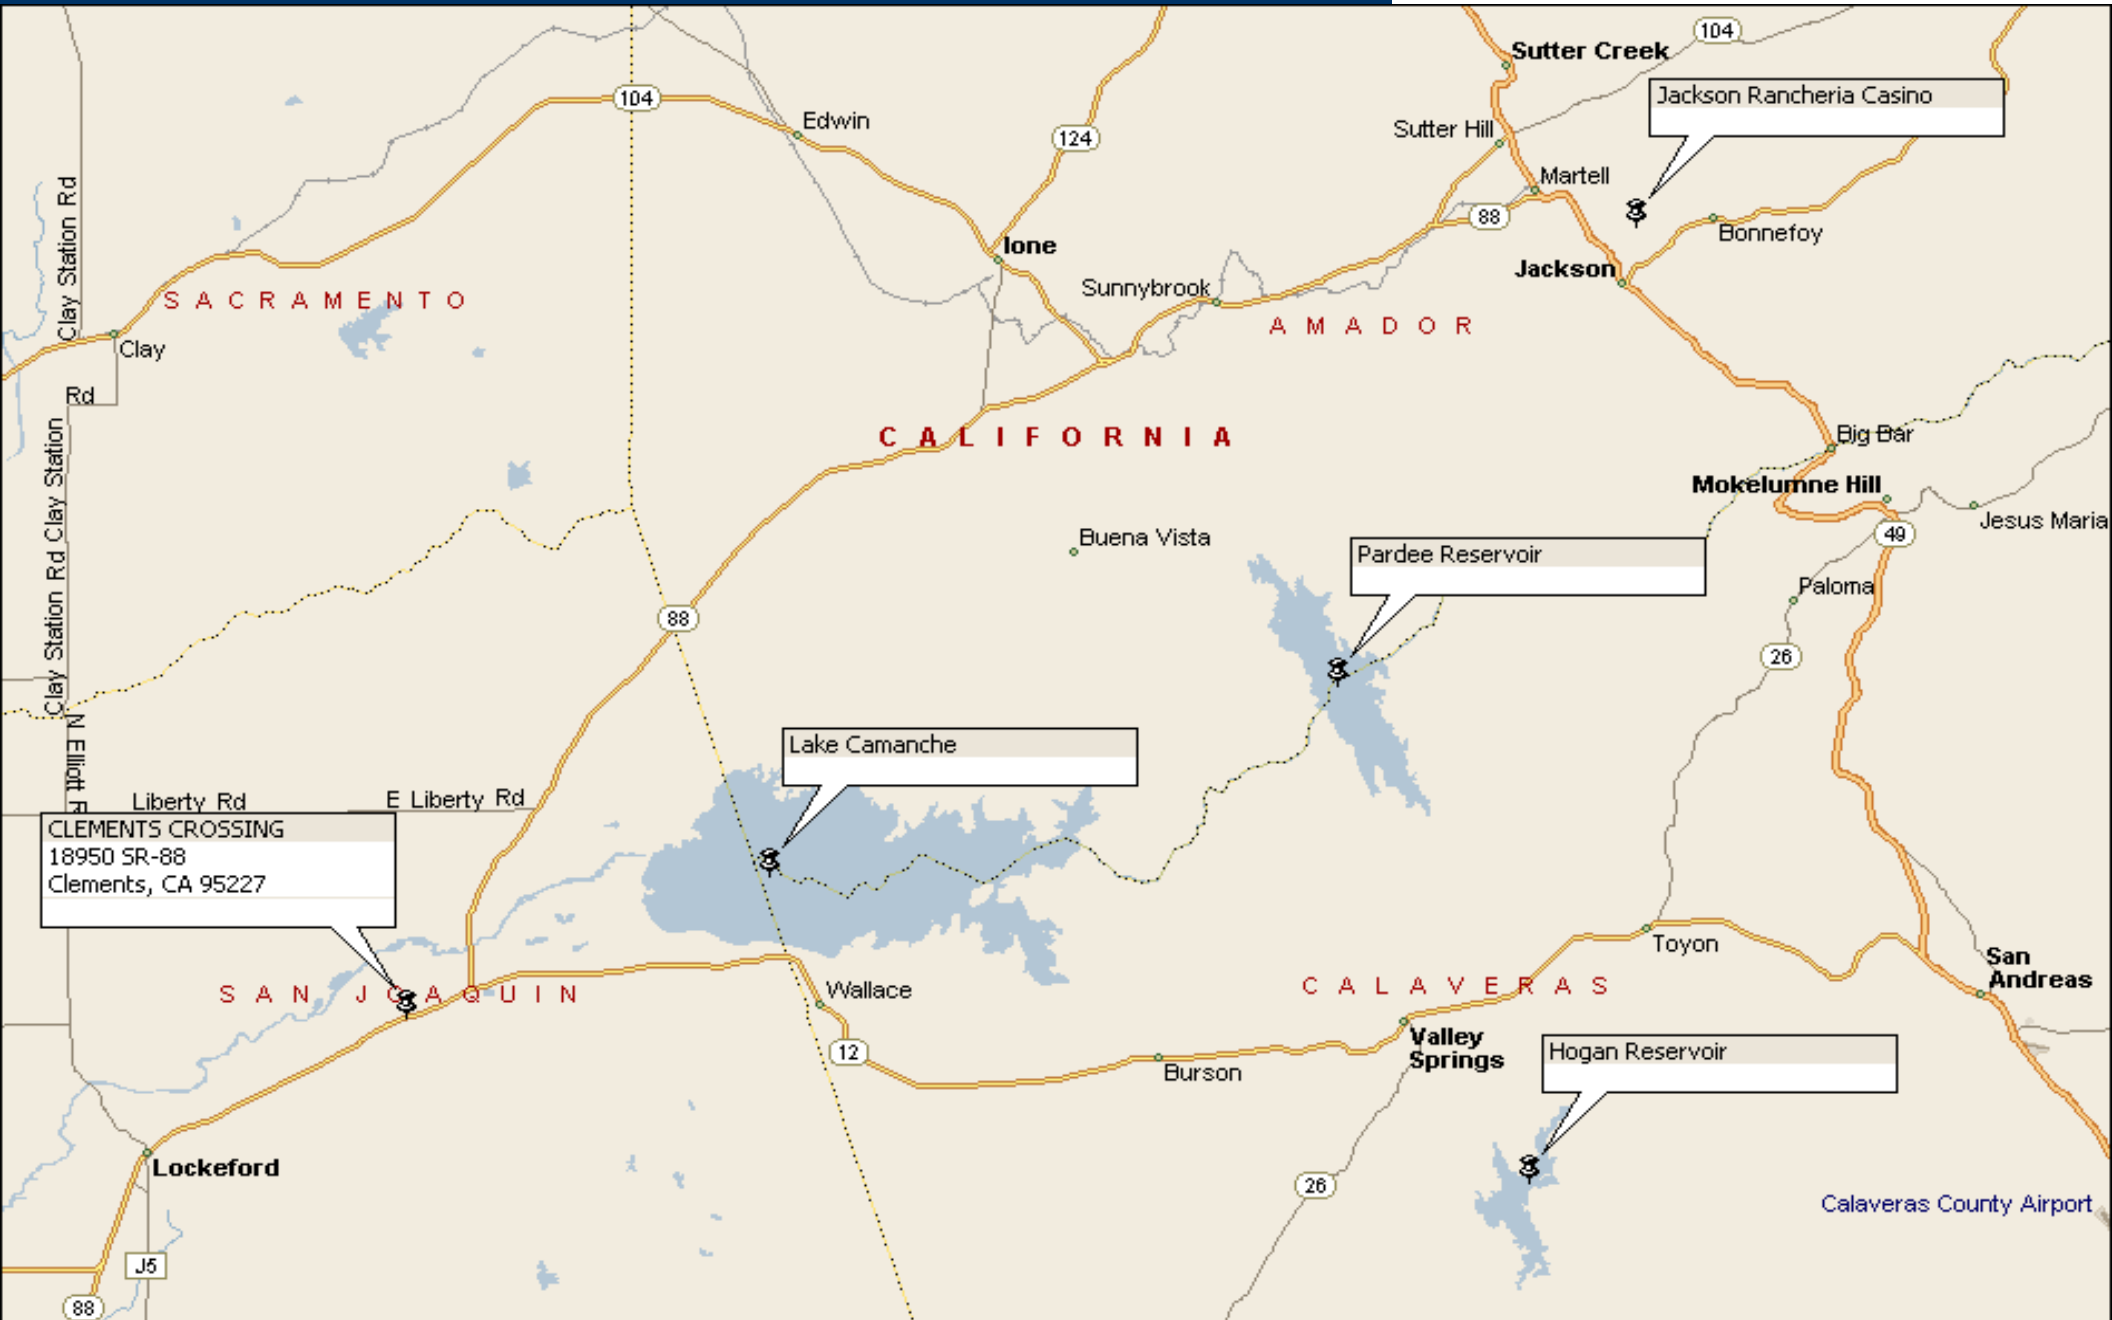 104
Sutter Creek
Jackson Rancheria Casino
104
Edwin
124
Sutter Hill
Martell
88
Bonnefoy
Clay Station Rd
Ione
Jackson
Sunnybrook
SACRAMENTO
AMADOR
Clay
Rd
CALIFORNIA
Big Bar
Clay Station Rd Clay Station
Mokelumne Hill
Jesus Maria
49
Buena Vista
Pardee Reservoir
Paloma
88
26
N Elliott R
Lake Camanche
Liberty Rd
E Liberty Rd
CLEMENTS CROSSING
18950 SR-88
Clements, CA 95227
Toyon
San
Andreas
SAN JOAQUIN
Wallace
CALAVERAS
12
Valley
Springs
Burson
Hogan Reservoir
Lockeford
26
Calaveras County Airport
J5
88